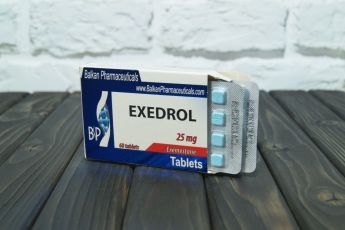 Balkan Pharmaceuticals
www.BalkanPharmaceuticals.com
BP
EXEDROL
25 mg
60 tablets
Exemestane
Tablets